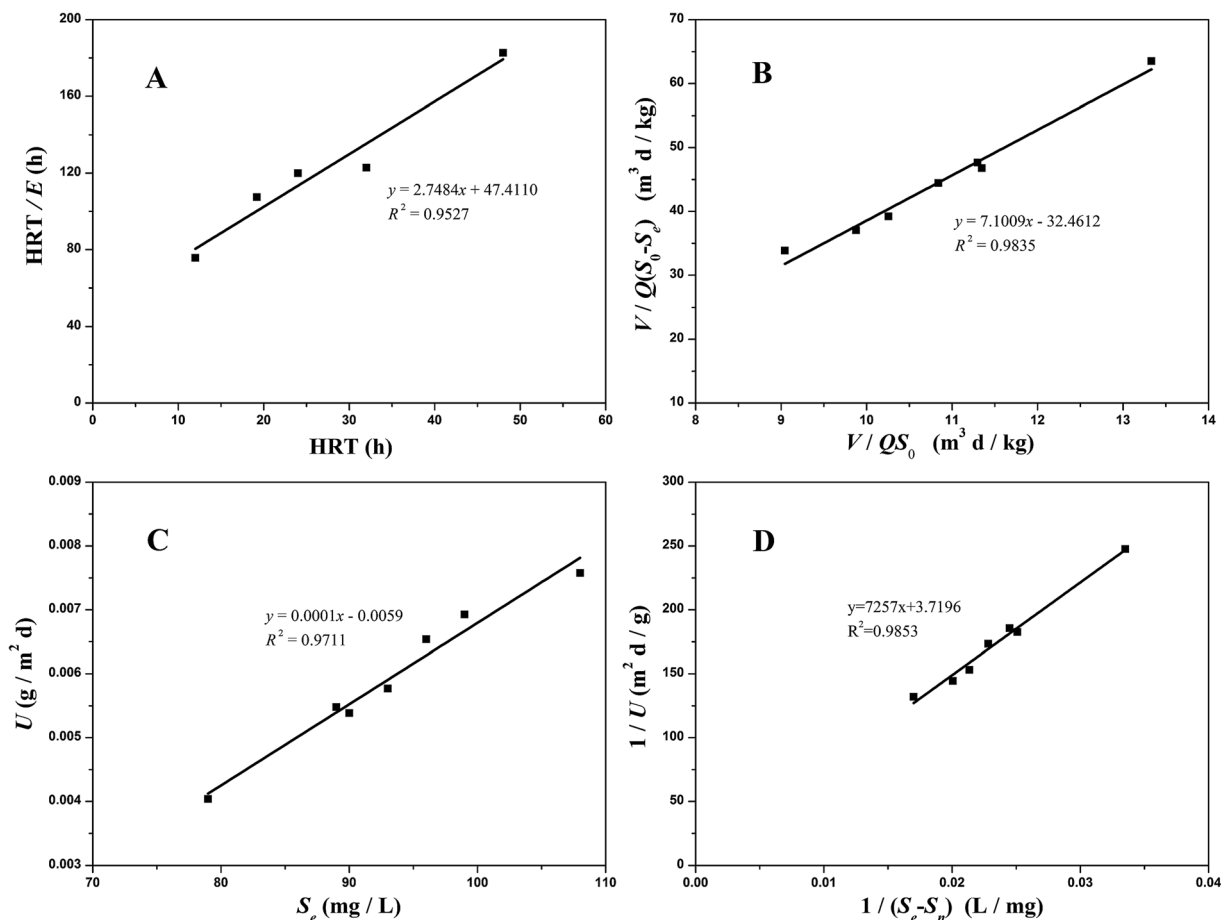 A
HRT / E (h)
200
160
120
80
40
0
y = 2.7484x + 47.4110
R² = 0.9527
0 10 20 30 40 50 60
HRT (h)
B
V / Q(S₀-Sₑ) (m³ d / kg)
70
60
50
40
30
20
10
y = 7.1009x - 32.4612
R² = 0.9835
8 9 10 11 12 13 14
V / QS₀ (m³ d / kg)
C
U (g / m² d)
0.009
0.008
0.007
0.006
0.005
0.004
0.003
y = 0.0001x - 0.0059
R² = 0.9711
70 80 90 100 110
Sₑ (mg / L)
D
1 / U (m² d / g)
300
250
200
150
100
50
0
y=7257x+3.7196
R²=0.9853
0.00 0.01 0.02 0.03 0.04
1 / (Sₑ-Sₙ) (L / mg)